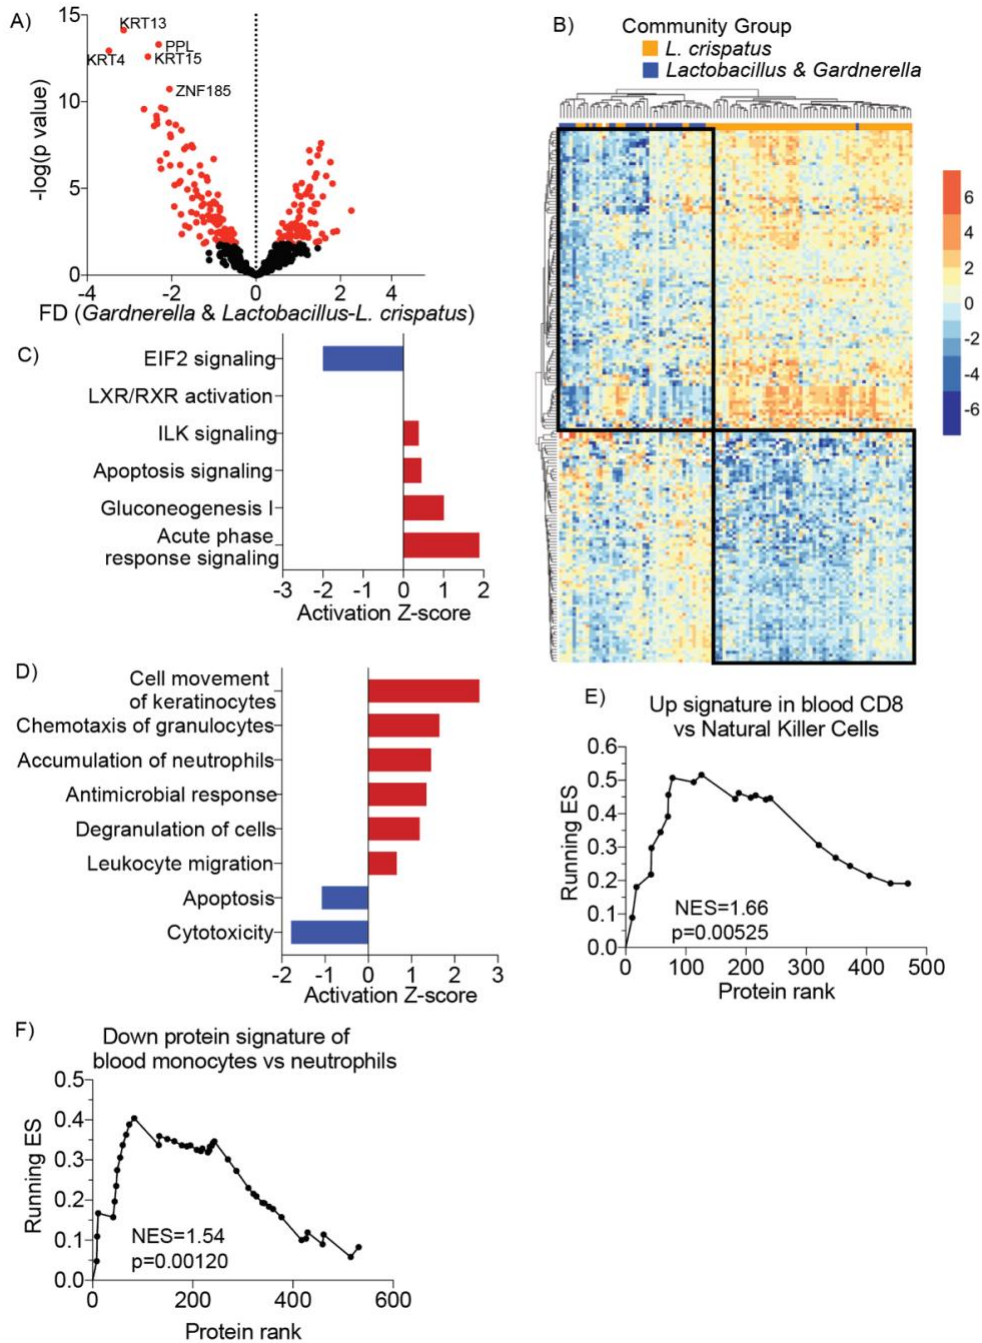 A)
15
10
5
0
-log(p value)
KRT13
PPL
KRT4
KRT15
ZNF185
-4
-2
0
2
4
FD (Gardnerella & Lactobacillus-L. crispatus)
B)
Community Group
L. crispatus
Lactobacillus & Gardnerella
6
4
2
0
-2
-4
-6
C)
EIF2 signaling
LXR/RXR activation
ILK signaling
Apoptosis signaling
Gluconeogenesis I
Acute phase
response signaling
-3
-2
-1
0
1
2
Activation Z-score
D)
Cell movement
of keratinocytes
Chemotaxis of granulocytes
Accumulation of neutrophils
Antimicrobial response
Degranulation of cells
Leukocyte migration
Apoptosis
Cytotoxicity
-2
-1
0
1
2
3
Activation Z-score
E)
Up signature in blood CD8
vs Natural Killer Cells
0.6
0.5
0.4
0.3
0.2
0.1
0.0
Running ES
NES=1.66
p=0.00525
0
100
200
300
400
500
Protein rank
F)
Down protein signature of
blood monocytes vs neutrophils
0.5
0.4
0.3
0.2
0.1
0.0
Running ES
NES=1.54
p=0.00120
0
200
400
600
Protein rank